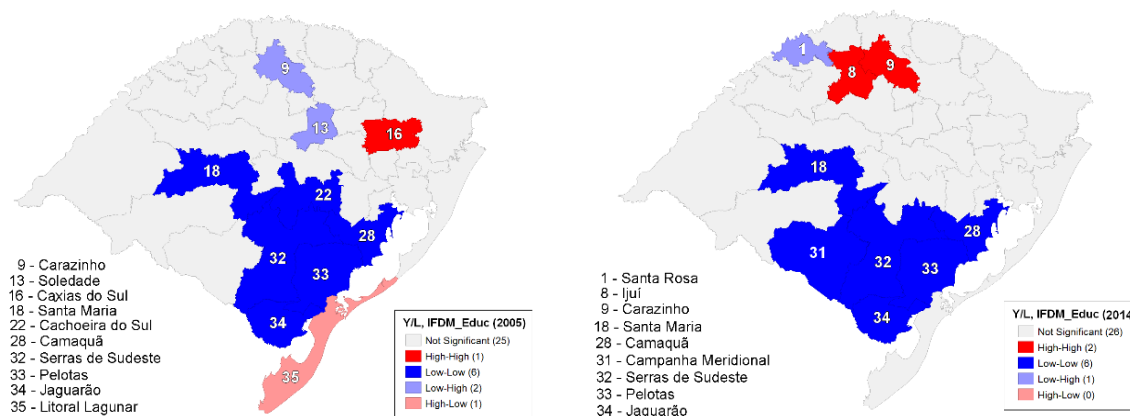 9
13
16
18
22
28
32
33
34
35
9 - Carazinho
13 - Soledade
16 - Caxias do Sul
18 - Santa Maria
22 - Cachoeira do Sul
28 - Camaquã
32 - Serras de Sudeste
33 - Pelotas
34 - Jaguarão
35 - Litoral Lagunar
Y/L, IFDM_Educ (2005)
Not Significant (25)
High-High (1)
Low-Low (6)
Low-High (2)
High-Low (1)
1
8
9
18
28
31
32
33
34
1 - Santa Rosa
8 - Ijuí
9 - Carazinho
18 - Santa Maria
28 - Camaquã
31 - Campanha Meridional
32 - Serras de Sudeste
33 - Pelotas
34 - Jaguarão
Y/L, IFDM_Educ (2014
Not Significant (26)
High-High (2)
Low-Low (6)
Low-High (1)
High-Low (0)